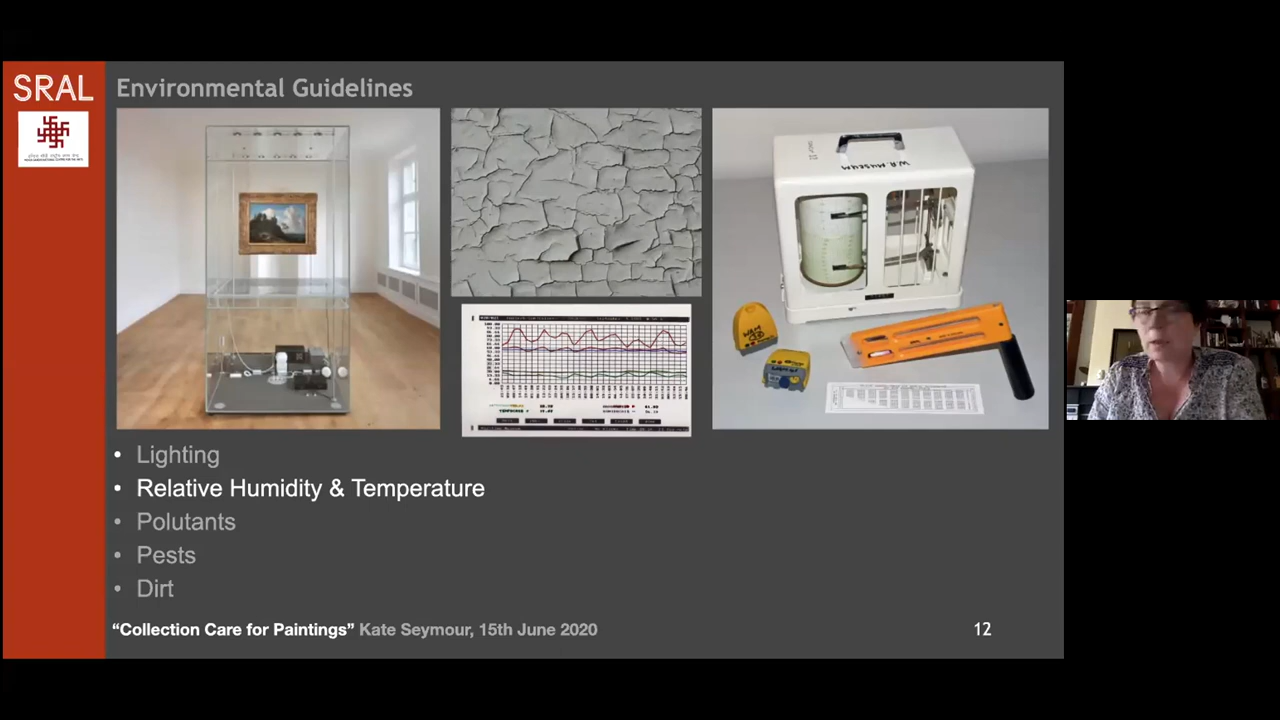 SRAL
Environmental Guidelines
W.A.MUSEUM
WAM
• Lighting
• Relative Humidity & Temperature
• Polutants
• Pests
• Dirt
“Collection Care for Paintings” Kate Seymour, 15th June 2020
12